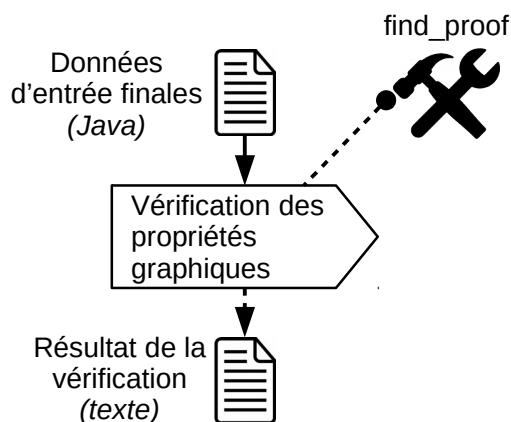 find_proof
Données
d'entrée finales
(Java)
Vérification des
propriétés
graphiques
Résultat de la
vérification
(texte)